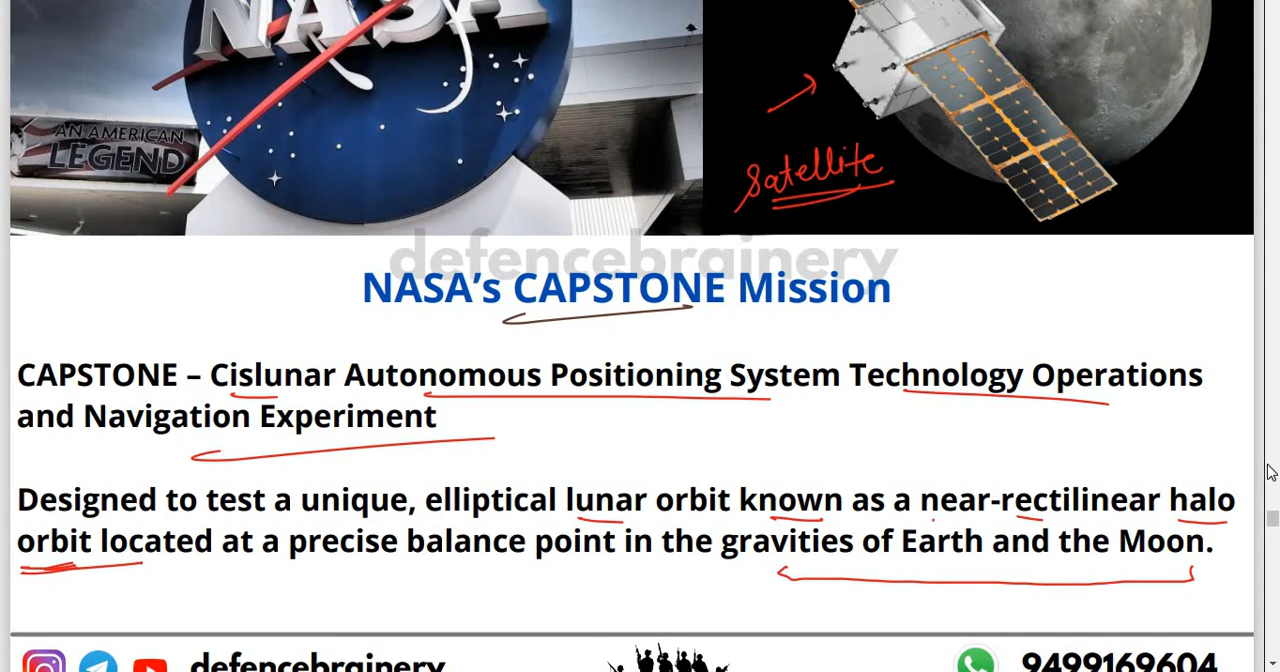 NASA
AN AMERICAN
LEGEND
Satellite
defencebrainery
NASA’s CAPSTONE Mission
CAPSTONE – Cislunar Autonomous Positioning System Technology Operations
and Navigation Experiment
Designed to test a unique, elliptical lunar orbit known as a near-rectilinear halo
orbit located at a precise balance point in the gravities of Earth and the Moon.
defencebrainery
9499169604